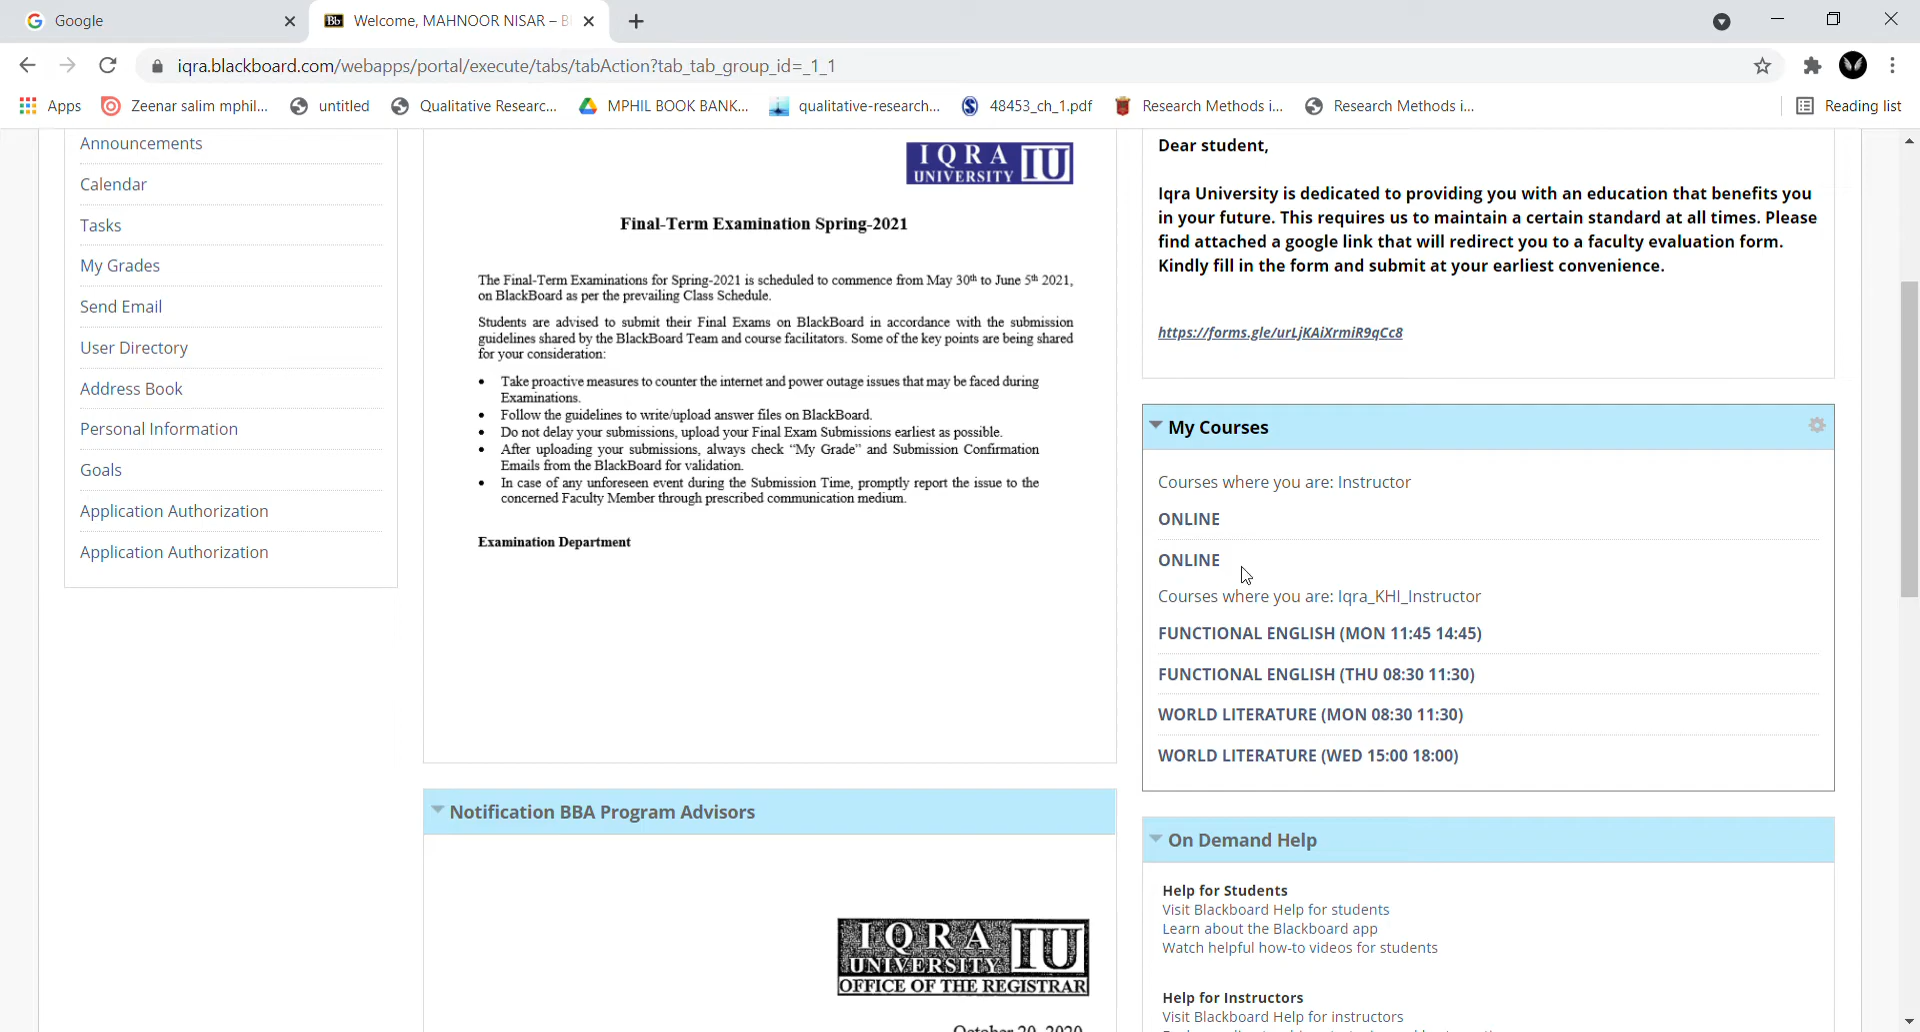 Google
Welcome, MAHNOOR NISAR – B
iqra.blackboard.com/webapps/portal/execute/tabs/tabAction?tab_tab_group_id=_1_1
Apps
Zeenar salim mphil...
untitled
Qualitative Researc...
MPHIL BOOK BANK...
qualitative-research...
48453_ch_1.pdf
Research Methods i...
Research Methods i...
Reading list
Announcements
Calendar
Tasks
My Grades
Send Email
User Directory
Address Book
Personal Information
Goals
Application Authorization
Application Authorization
IQRA
UNIVERSITY IU
Final-Term Examination Spring-2021
The Final-Term Examinations for Spring-2021 is scheduled to commence from May 30th to June 5th 2021,
on BlackBoard as per the prevailing Class Schedule.
Students are advised to submit their Final Exams on BlackBoard in accordance with the submission
guidelines shared by the BlackBoard Team and course facilitators. Some of the key points are being shared
for your consideration:
• Take proactive measures to counter the internet and power outage issues that may be faced during
Examinations.
• Follow the guidelines to write/upload answer files on BlackBoard.
• Do not delay your submissions, upload your Final Exam Submissions earliest as possible.
• After uploading your submissions, always check “My Grade” and Submission Confirmation
Emails from the BlackBoard for validation.
• In case of any unforeseen event during the Submission Time, promptly report the issue to the
concerned Faculty Member through prescribed communication medium.
Examination Department
Notification BBA Program Advisors
IQRA
UNIVERSITY IU
OFFICE OF THE REGISTRAR
October 20, 2020
Dear student,
Iqra University is dedicated to providing you with an education that benefits you
in your future. This requires us to maintain a certain standard at all times. Please
find attached a google link that will redirect you to a faculty evaluation form.
Kindly fill in the form and submit at your earliest convenience.
https://forms.gle/urLjKAiXrmiR9qCc8
My Courses
Courses where you are: Instructor
ONLINE
ONLINE
Courses where you are: Iqra_KHI_Instructor
FUNCTIONAL ENGLISH (MON 11:45 14:45)
FUNCTIONAL ENGLISH (THU 08:30 11:30)
WORLD LITERATURE (MON 08:30 11:30)
WORLD LITERATURE (WED 15:00 18:00)
On Demand Help
Help for Students
Visit Blackboard Help for students
Learn about the Blackboard app
Watch helpful how-to videos for students
Help for Instructors
Visit Blackboard Help for instructors